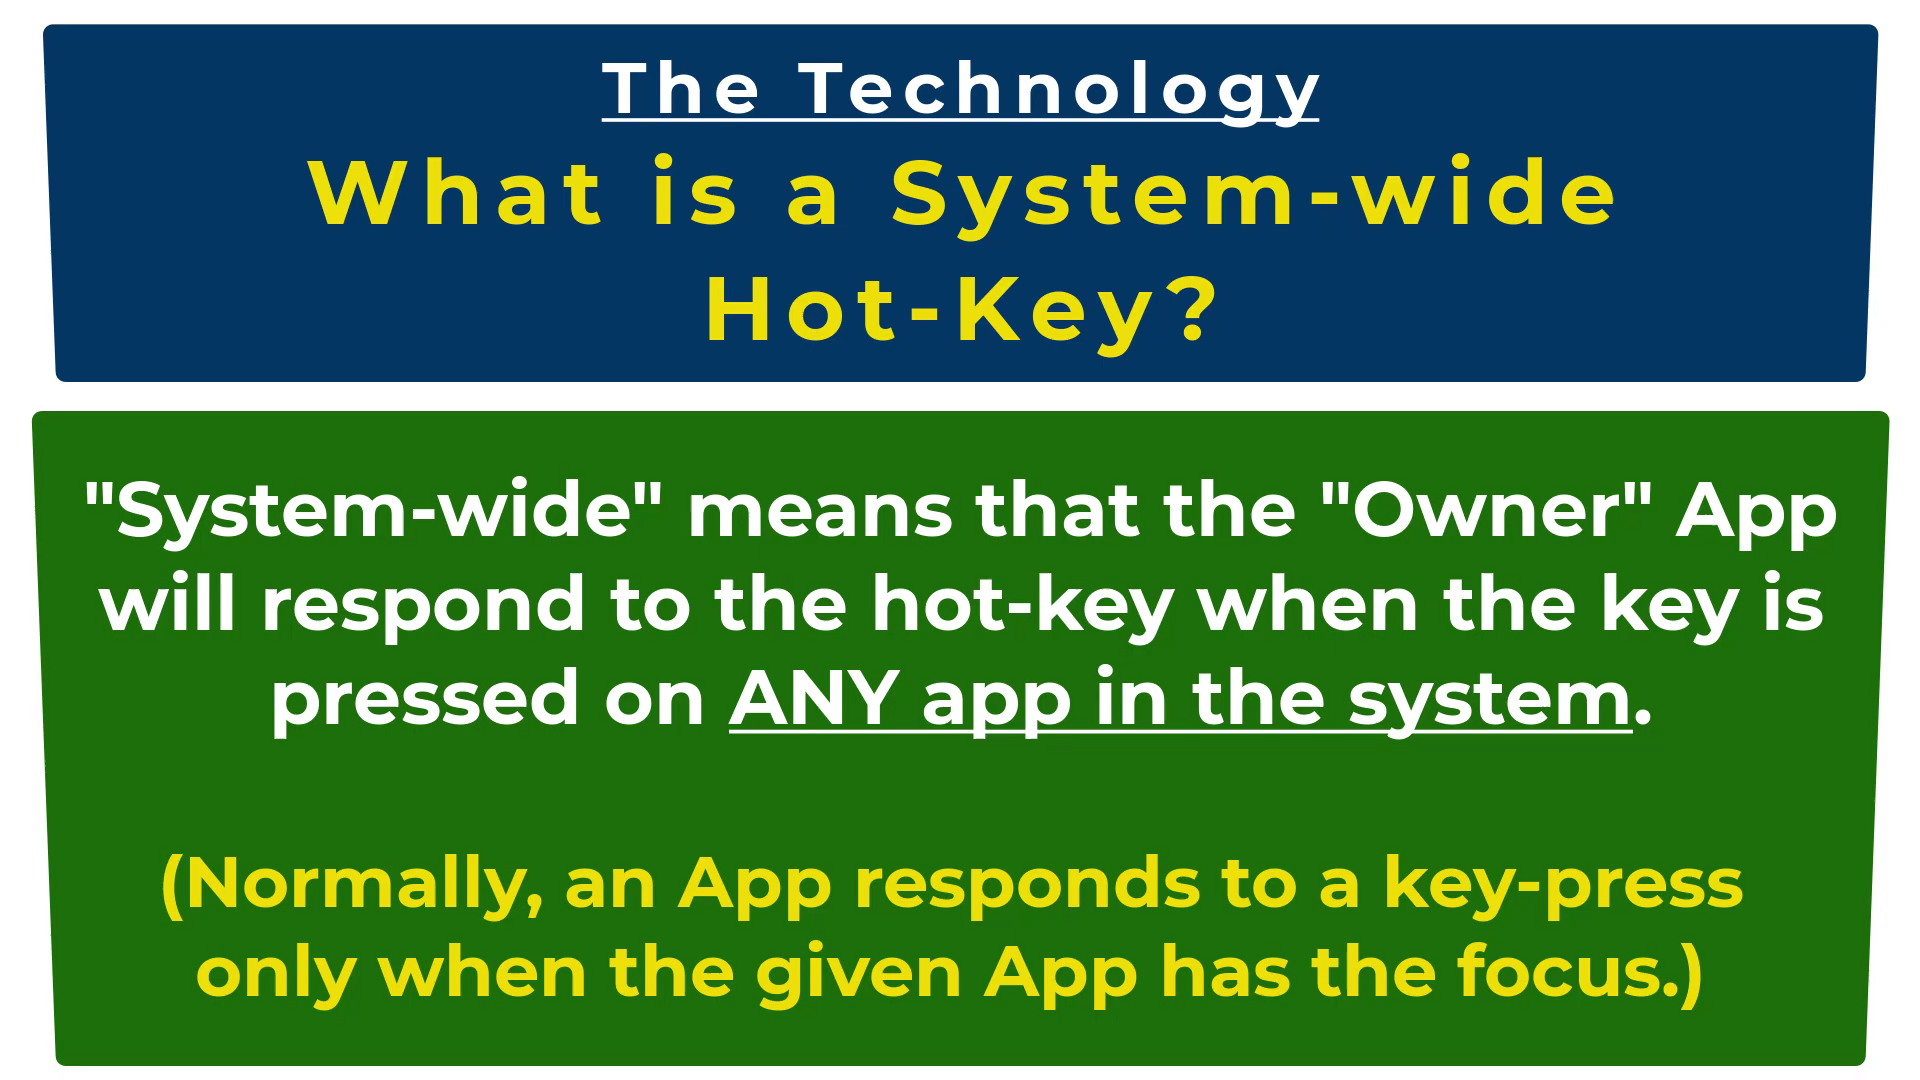 The Technology
What is a System-wide
Hot-Key?
"System-wide" means that the "Owner" App
will respond to the hot-key when the key is
pressed on ANY app in the system.
(Normally, an App responds to a key-press
only when the given App has the focus.)